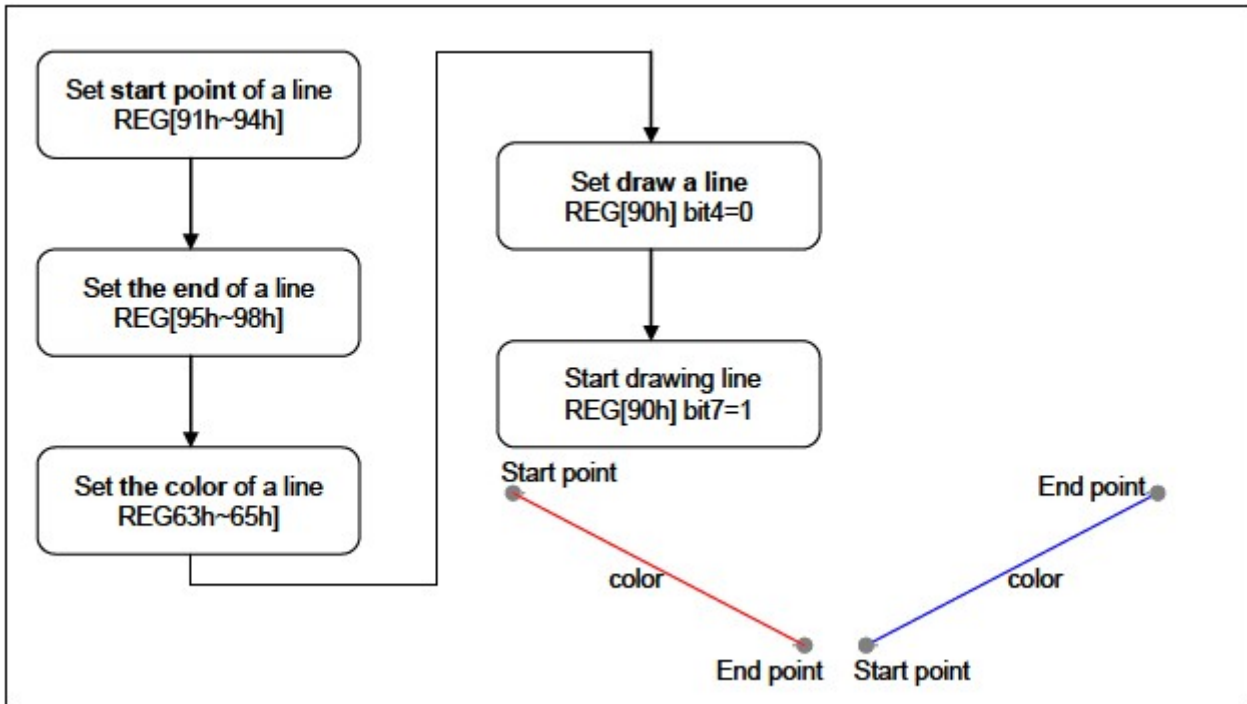 Set start point of a line
REG[91h~94h]
Set the end of a line
REG[95h~98h]
Set the color of a line
REG63h~65h]
Set draw a line
REG[90h] bit4=0
Start drawing line
REG[90h] bit7=1
Start point
color
End point
End point
color
Start point